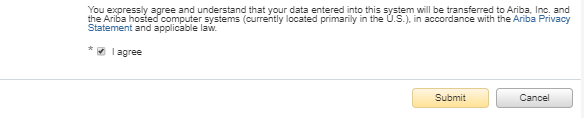 You expressly agree and understand that your data entered into this system will be transferred to Ariba, Inc. and
the Ariba hosted computer systems (currently located primarily in the U.S.), in accordance with the Ariba Privacy
Statement and applicable law.
* I agree
Submit Cancel